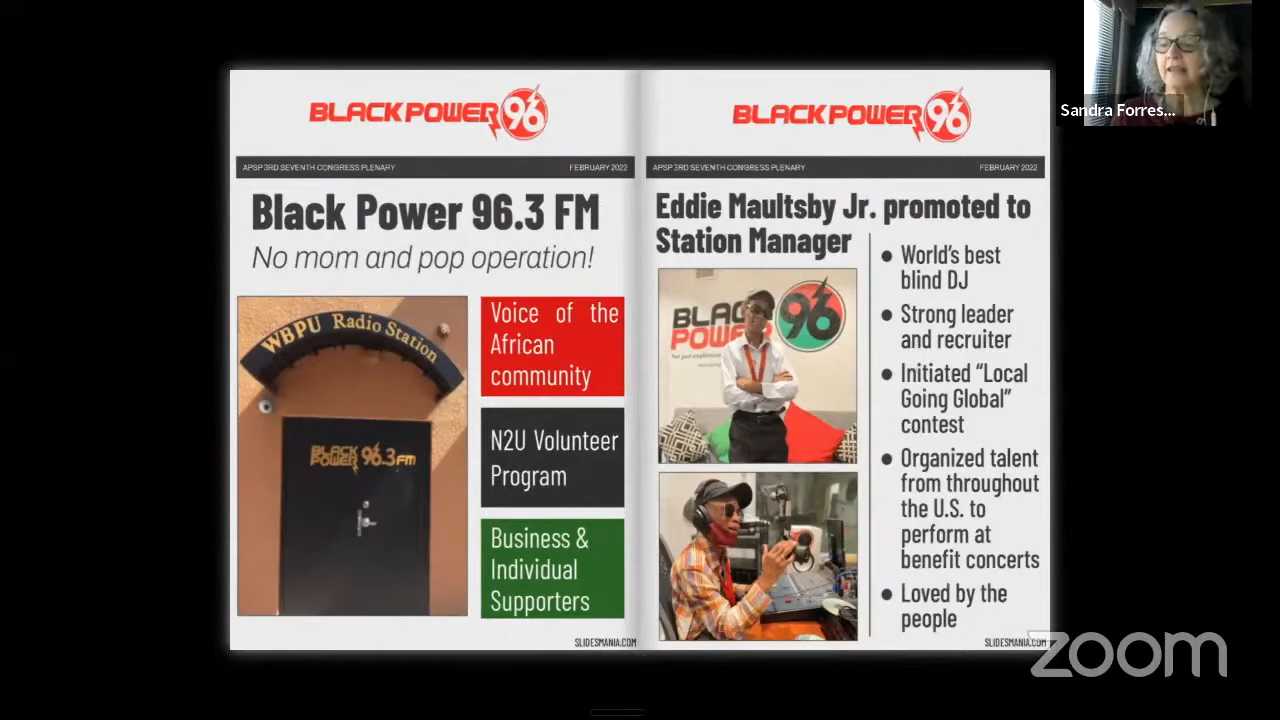 BLACK POWER 96
APSP 3RD SEVENTH CONGRESS PLENARY FEBRUARY 2022
Black Power 96.3 FM
No mom and pop operation!
WBPU Radio Station
BLACK POWER 96.3 FM
Voice of the
African
community
N2U Volunteer
Program
Business &
Individual
Supporters
SLIDESMANIA.COM
BLACK POWER 96
APSP 3RD SEVENTH CONGRESS PLENARY FEBRUARY 2022
Eddie Maultsby Jr. promoted to
Station Manager
96
POWER
● World's best
blind DJ
● Strong leader
and recruiter
● Initiated “Local
Going Global”
contest
● Organized talent
from throughout
the U.S. to
perform at
benefit concerts
● Loved by the
people
SLIDESMANIA.COM
Sandra Forres...
zoom